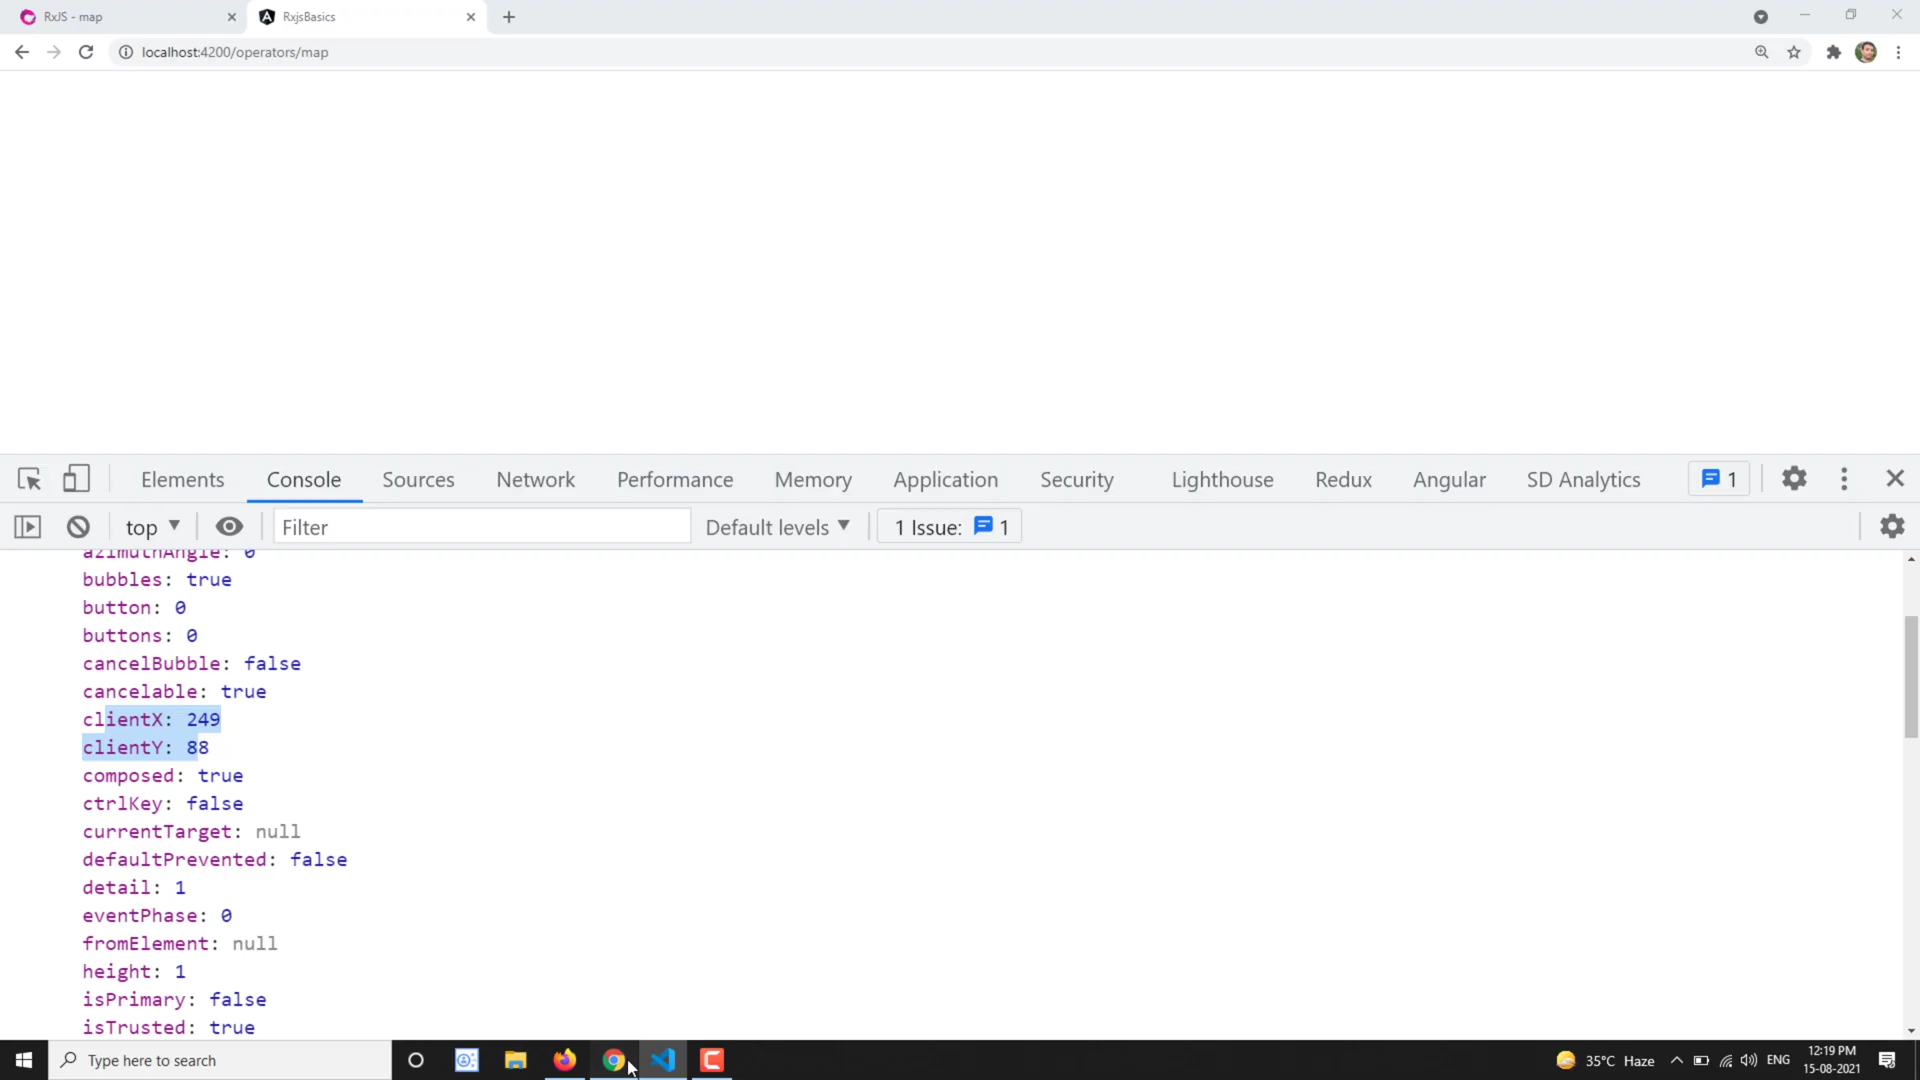 RxJS - map
RxjsBasics
localhost:4200/operators/map
Elements Console Sources Network Performance Memory Application Security Lighthouse Redux Angular SD Analytics 1
top Filter Default levels 1 Issue: 1
azimuthAngle: 0
bubbles: true
button: 0
buttons: 0
cancelBubble: false
cancelable: true
clientX: 249
clientY: 88
composed: true
ctrlKey: false
currentTarget: null
defaultPrevented: false
detail: 1
eventPhase: 0
fromElement: null
height: 1
isPrimary: false
isTrusted: true
Type here to search
35°C Haze
ENG
12:19 PM
15-08-2021